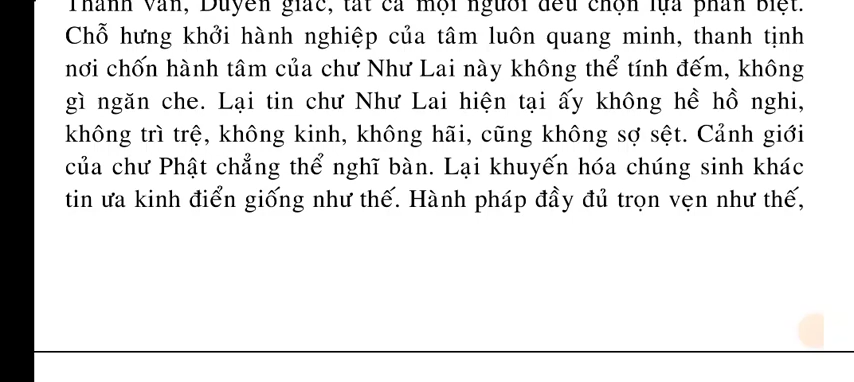 Thanh văn, Duyên giác, tất cả mọi người đều chọn lựa phân biệt.
Chỗ hưng khởi hành nghiệp của tâm luôn quang minh, thanh tịnh
nơi chốn hành tâm của chư Như Lai này không thể tính đếm, không
gì ngăn che. Lại tin chư Như Lai hiện tại ấy không hề hồ nghi,
không trì trệ, không kinh, không hãi, cũng không sợ sệt. Cảnh giới
của chư Phật chẳng thể nghĩ bàn. Lại khuyến hóa chúng sinh khác
tin ưa kinh điển giống như thế. Hành pháp đầy đủ trọn vẹn như thế,